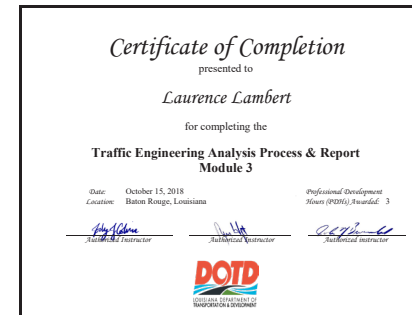 Certificate of Completion
presented to
Laurence Lambert
for completing the
Traffic Engineering Analysis Process & Report
Module 3
Date: October 15, 2018
Location: Baton Rouge, Louisiana
Professional Development
Hours (PDHs) Awarded: 3
Authorized Instructor
Authorized Instructor
Authorized instructor
DOTD
LOUISIANA DEPARTMENT OF
TRANSPORTATION & DEVELOPMENT